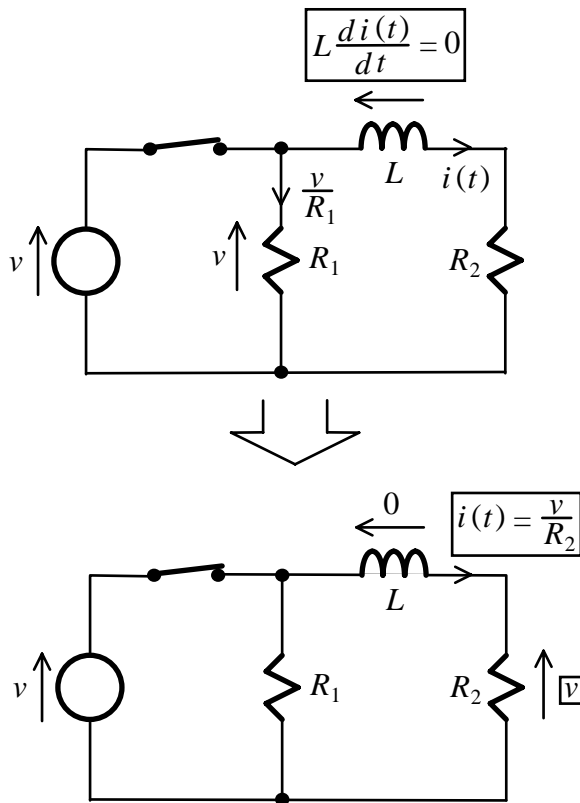 L di(t)/dt = 0
L
i(t)
v/R₁
v
v
R₁
R₂
0
i(t) = v/R₂
L
v
R₁
R₂
v